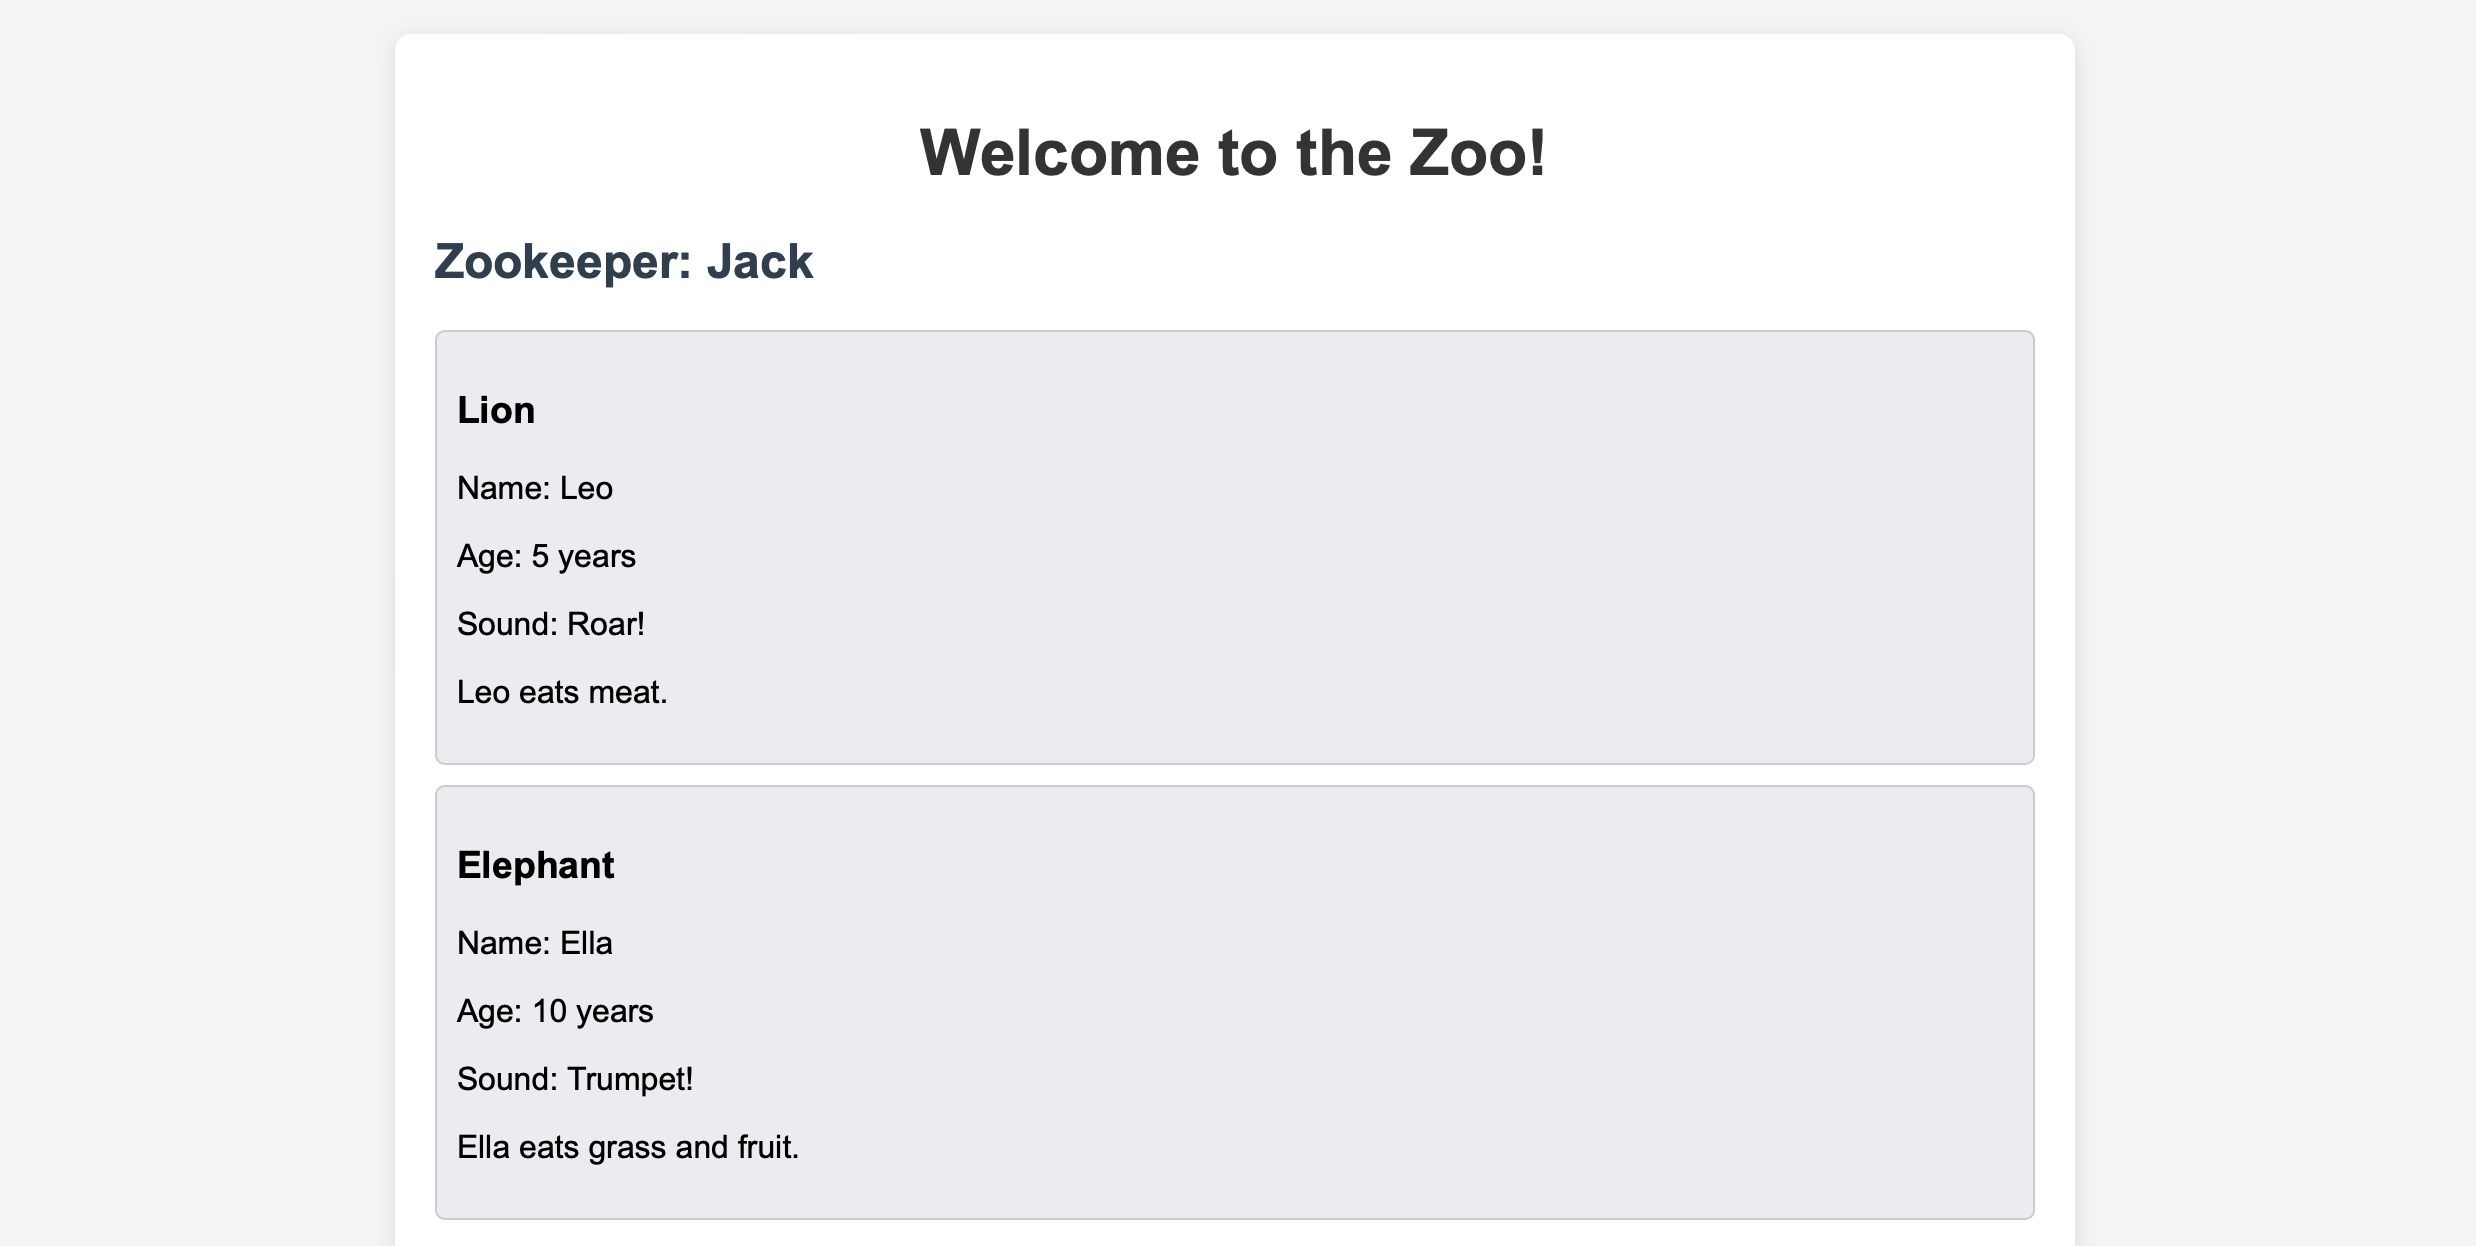 Welcome to the Zoo!
Zookeeper: Jack
Lion
Name: Leo
Age: 5 years
Sound: Roar!
Leo eats meat.
Elephant
Name: Ella
Age: 10 years
Sound: Trumpet!
Ella eats grass and fruit.